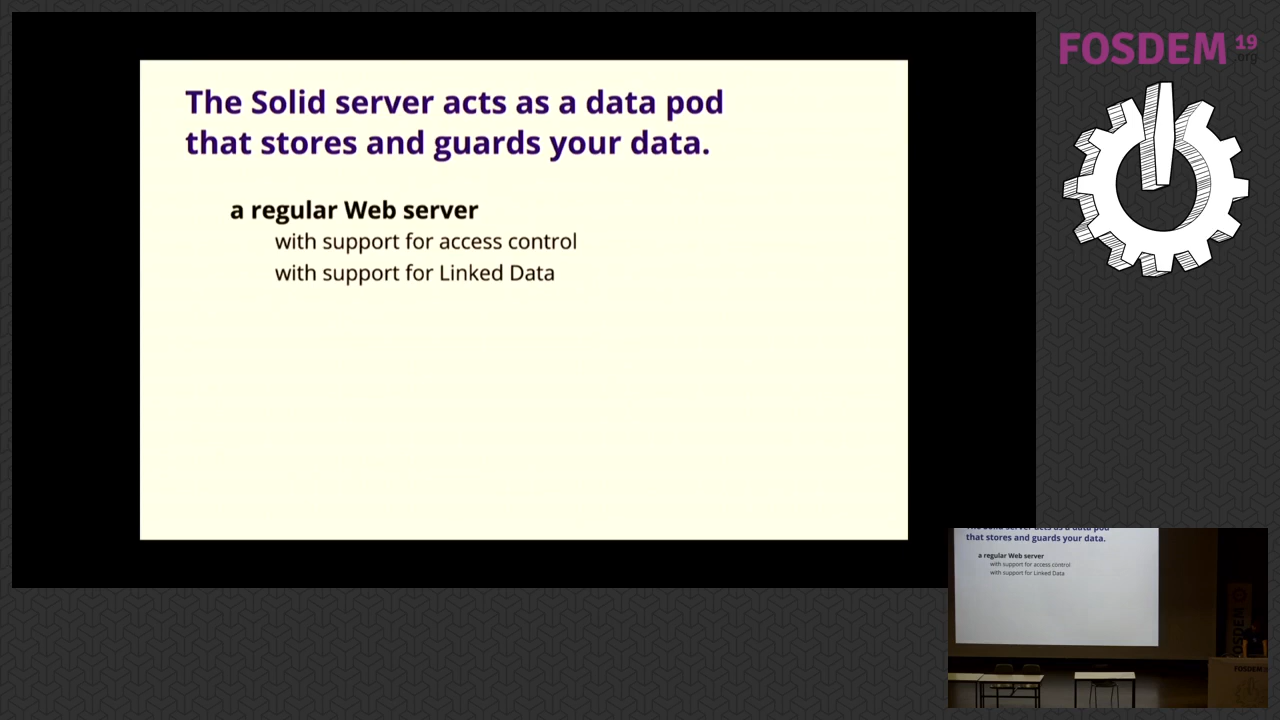 The Solid server acts as a data pod
that stores and guards your data.
a regular Web server
with support for access control
with support for Linked Data
FOSDEM 19
.org
The Solid server acts as a data pod
that stores and guards your data.
a regular Web server
with support for access control
with support for Linked Data
FOSDEM
FOSDEM